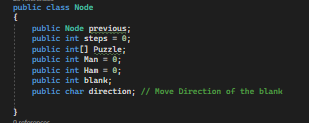 public class Node
{
public Node previous;
public int steps = 0;
public int[] Puzzle;
public int Man = 0;
public int Ham = 0;
public int blank;
public char direction; // Move Direction of the blank
}
0 references